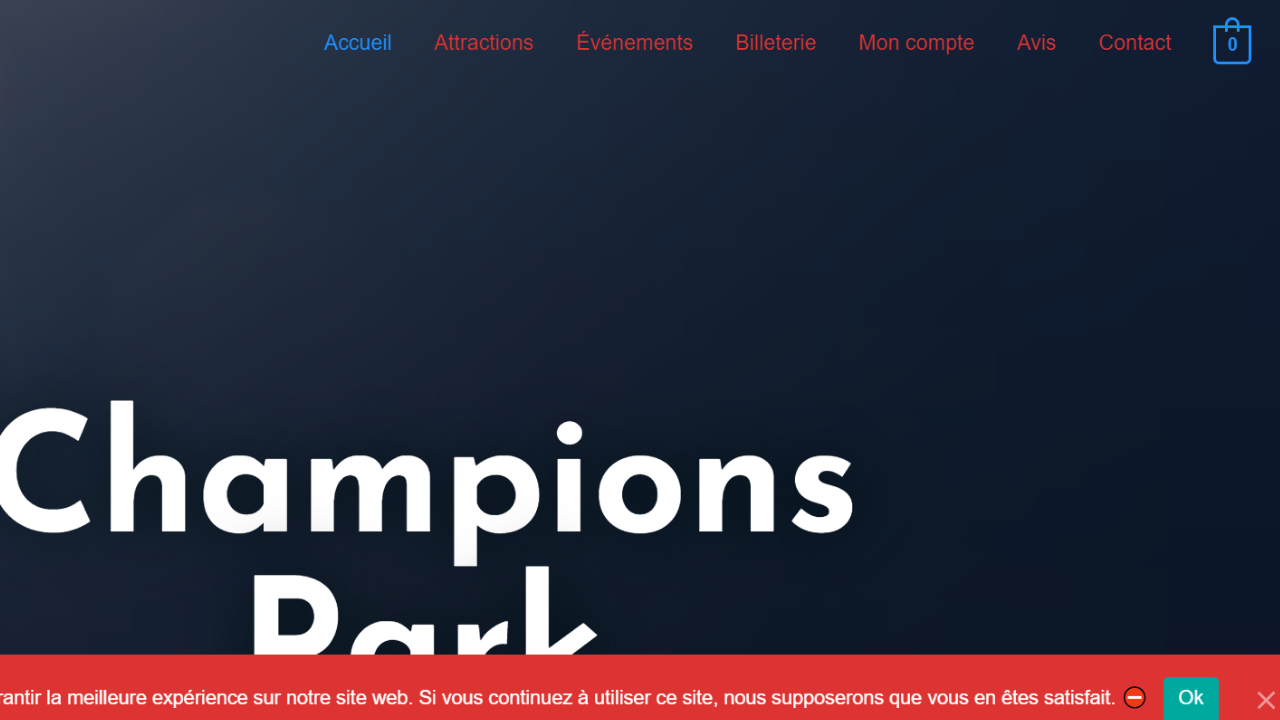 Accueil Attractions Événements Billeterie Mon compte Avis Contact 0
Champions
Park
la meilleure expérience sur notre site web. Si vous continuez à utiliser ce site, nous supposerons que vous en êtes satisfait. Ok